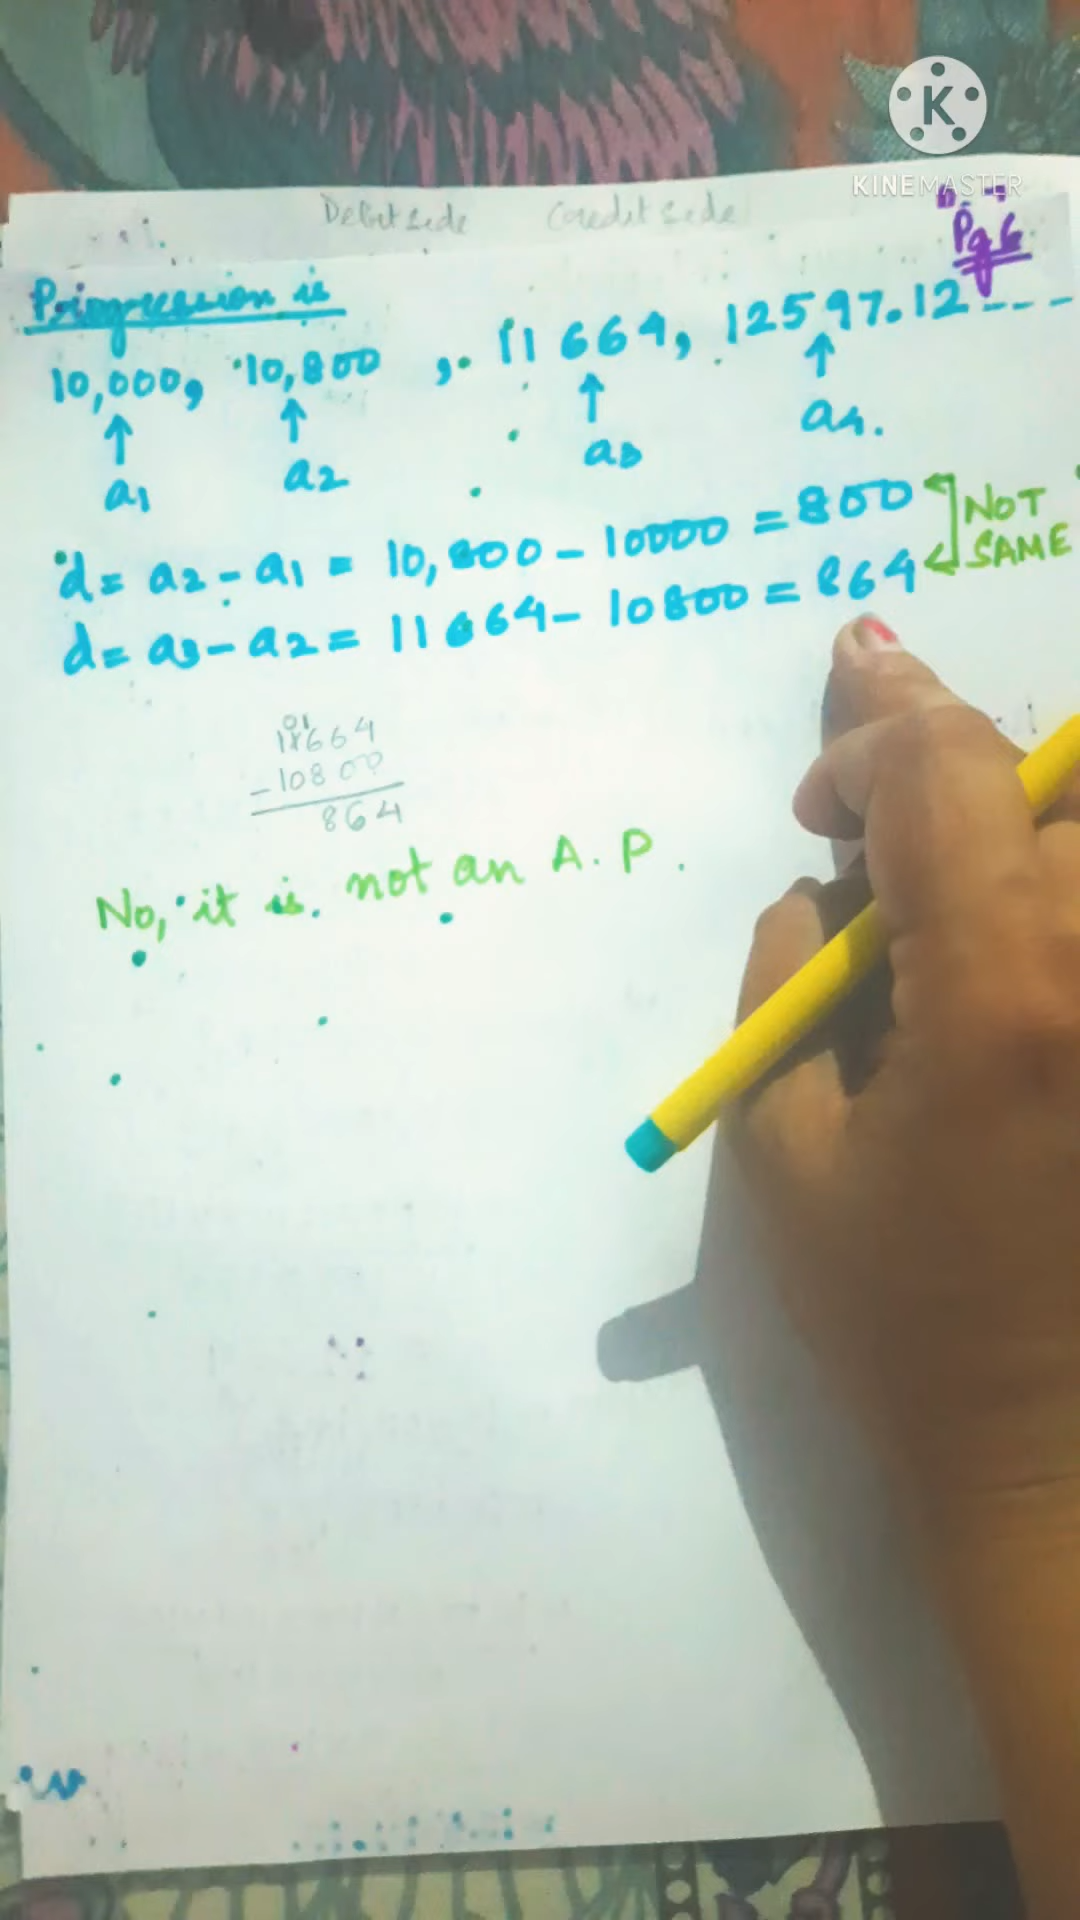 KINEMASTER
Debit side Credit side
Pg 6
Progression is
10,000, 10,800, 11664, 12597.12 ---
↑ ↑ ↑ ↑
a1 a2 a3 a4.
d = a2 - a1 = 10,800 - 10000 = 800
d = a3 - a2 = 11664 - 10800 = 864
NOT
SAME
01
11664
- 10800
864
No, it is not an A.P.